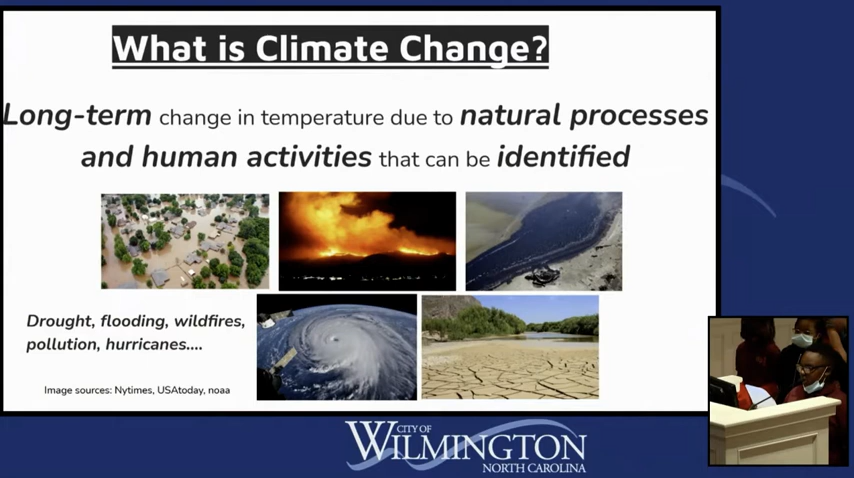 What is Climate Change?
Long-term change in temperature due to natural processes
and human activities that can be identified
Drought, flooding, wildfires,
pollution, hurricanes....
Image sources: Nytimes, USAtoday, noaa
CITY OF
WILMINGTON
NORTH CAROLINA